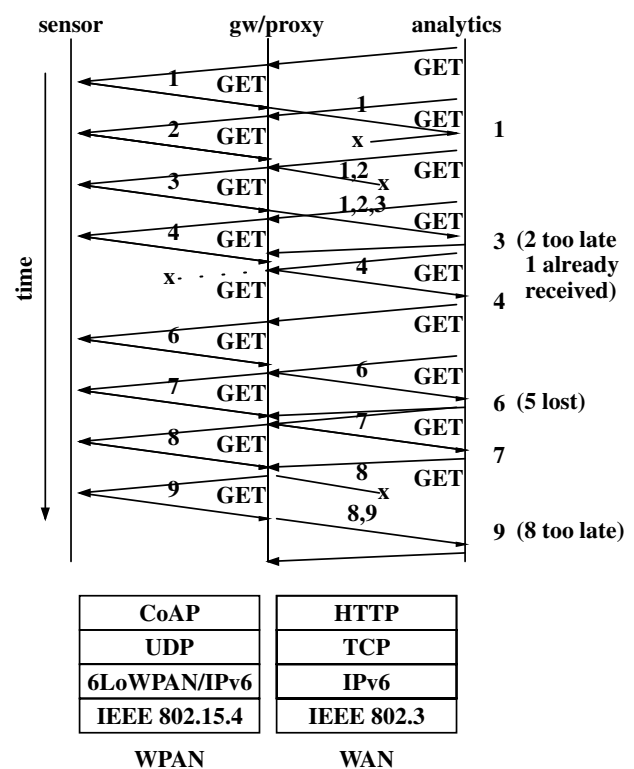 sensor gw/proxy analytics
GET
1 GET 1 GET
1
x
2 GET GET
1,2
x
3 GET 1,2,3 GET
4 GET 3 (2 too late
4 GET 1 already
x received)
time
GET 4
GET
6 GET 6
GET
6 (5 lost)
7 GET 7 GET
7
8 GET 8 GET
x
9 GET 8,9
9 (8 too late)
CoAP HTTP
UDP TCP
6LoWPAN/IPv6 IPv6
IEEE 802.15.4 IEEE 802.3
WPAN WAN